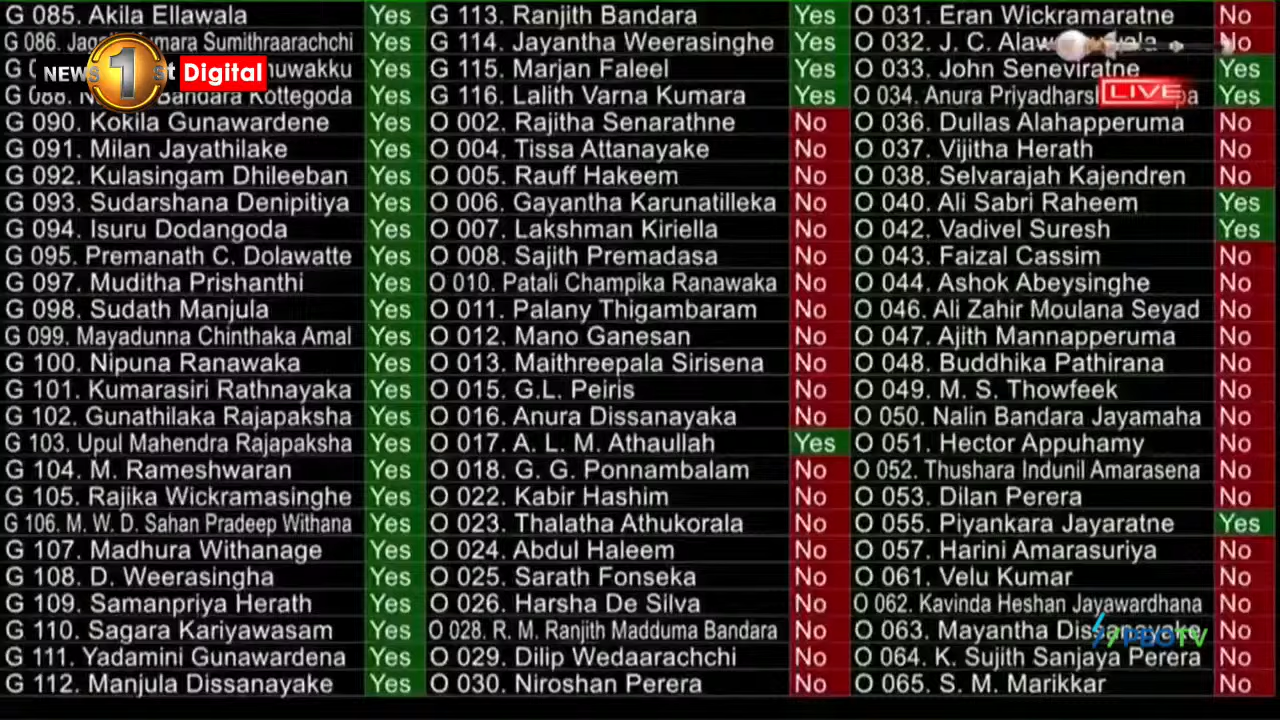 G 085. Akila Ellawala Yes
G 086. Jagath Kumara Sumithraarachchi Yes
Yes
G 088. Bandara Kottegoda Yes
G 090. Kokila Gunawardene Yes
G 091. Milan Jayathilake Yes
G 092. Kulasingam Dhileeban Yes
G 093. Sudarshana Denipitiya Yes
G 094. Isuru Dodangoda Yes
G 095. Premanath C. Dolawatte Yes
G 097. Muditha Prishanthi Yes
G 098. Sudath Manjula Yes
G 099. Mayadunna Chinthaka Amal Yes
G 100. Nipuna Ranawaka Yes
G 101. Kumarasiri Rathnayaka Yes
G 102. Gunathilaka Rajapaksha Yes
G 103. Upul Mahendra Rajapaksha Yes
G 104. M. Rameshwaran Yes
G 105. Rajika Wickramasinghe Yes
G 106. M. W. D. Sahan Pradeep Withana Yes
G 107. Madhura Withanage Yes
G 108. D. Weerasingha Yes
G 109. Samanpriya Herath Yes
G 110. Sagara Kariyawasam Yes
G 111. Yadamini Gunawardena Yes
G 112. Manjula Dissanayake Yes
G 113. Ranjith Bandara Yes
G 114. Jayantha Weerasinghe Yes
G 115. Marjan Faleel Yes
G 116. Lalith Varna Kumara Yes
O 002. Rajitha Senarathne No
O 004. Tissa Attanayake No
O 005. Rauff Hakeem No
O 006. Gayantha Karunatilleka No
O 007. Lakshman Kiriella No
O 008. Sajith Premadasa No
O 010. Patali Champika Ranawaka No
O 011. Palany Thigambaram No
O 012. Mano Ganesan No
O 013. Maithreepala Sirisena No
O 015. G.L. Peiris No
O 016. Anura Dissanayaka No
O 017. A. L. M. Athaullah Yes
O 018. G. G. Ponnambalam No
O 022. Kabir Hashim No
O 023. Thalatha Athukorala No
O 024. Abdul Haleem No
O 025. Sarath Fonseka No
O 026. Harsha De Silva No
O 028. R. M. Ranjith Madduma Bandara No
O 029. Dilip Wedaarachchi No
O 030. Niroshan Perera No
O 031. Eran Wickramaratne No
O 032. J. C. No
O 033. John Seneviratne Yes
O 034. Anura Yes
O 036. Dullas Alahapperuma No
O 037. Vijitha Herath No
O 038. Selvarajah Kajendren No
O 040. Ali Sabri Raheem Yes
O 042. Vadivel Suresh Yes
O 043. Faizal Cassim No
O 044. Ashok Abeysinghe No
O 046. Ali Zahir Moulana Seyad No
O 047. Ajith Mannapperuma No
O 048. Buddhika Pathirana No
O 049. M. S. Thowfeek No
O 050. Nalin Bandara Jayamaha No
O 051. Hector Appuhamy No
O 052. Thushara Indunil Amarasena No
O 053. Dilan Perera No
O 055. Piyankara Jayaratne Yes
O 057. Harini Amarasuriya No
O 061. Velu Kumar No
O 062. Kavinda Heshan Jayawardhana No
O 063. Mayantha Dissanayake No
O 064. K. Sujith Sanjaya Perera No
O 065. S. M. Marikkar No
NEWS 1ST Digital
LIVE
PEOTV